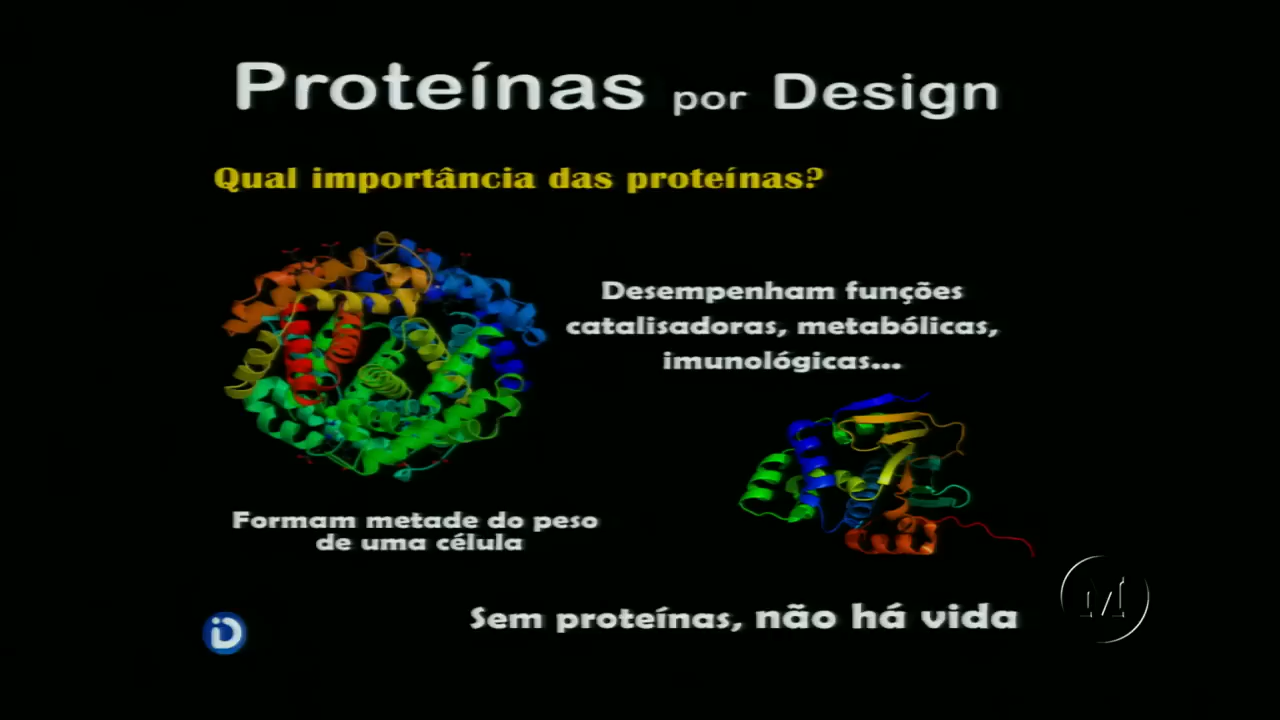 Proteínas por Design
Qual importância das proteínas?
Desempenham funções
catalisadoras, metabólicas,
imunológicas...
Formam metade do peso
de uma célula
Sem proteínas, não há vida
iD
M